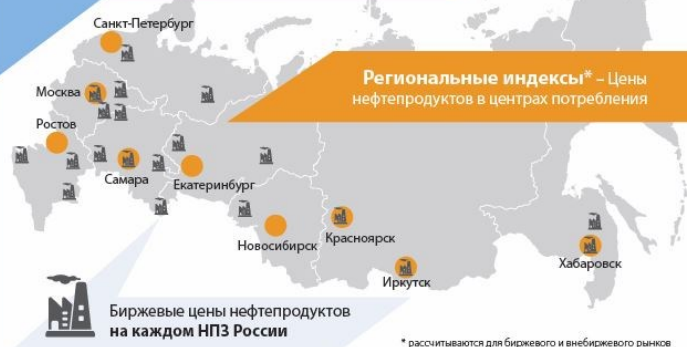 Санкт-Петербург
Региональные индексы* – Цены
нефтепродуктов в центрах потребления
Москва
Ростов
Самара
Екатеринбург
Новосибирск
Красноярск
Иркутск
Хабаровск
Биржевые цены нефтепродуктов
на каждом НПЗ России
* рассчитываются для биржевого и внебиржевого рынков